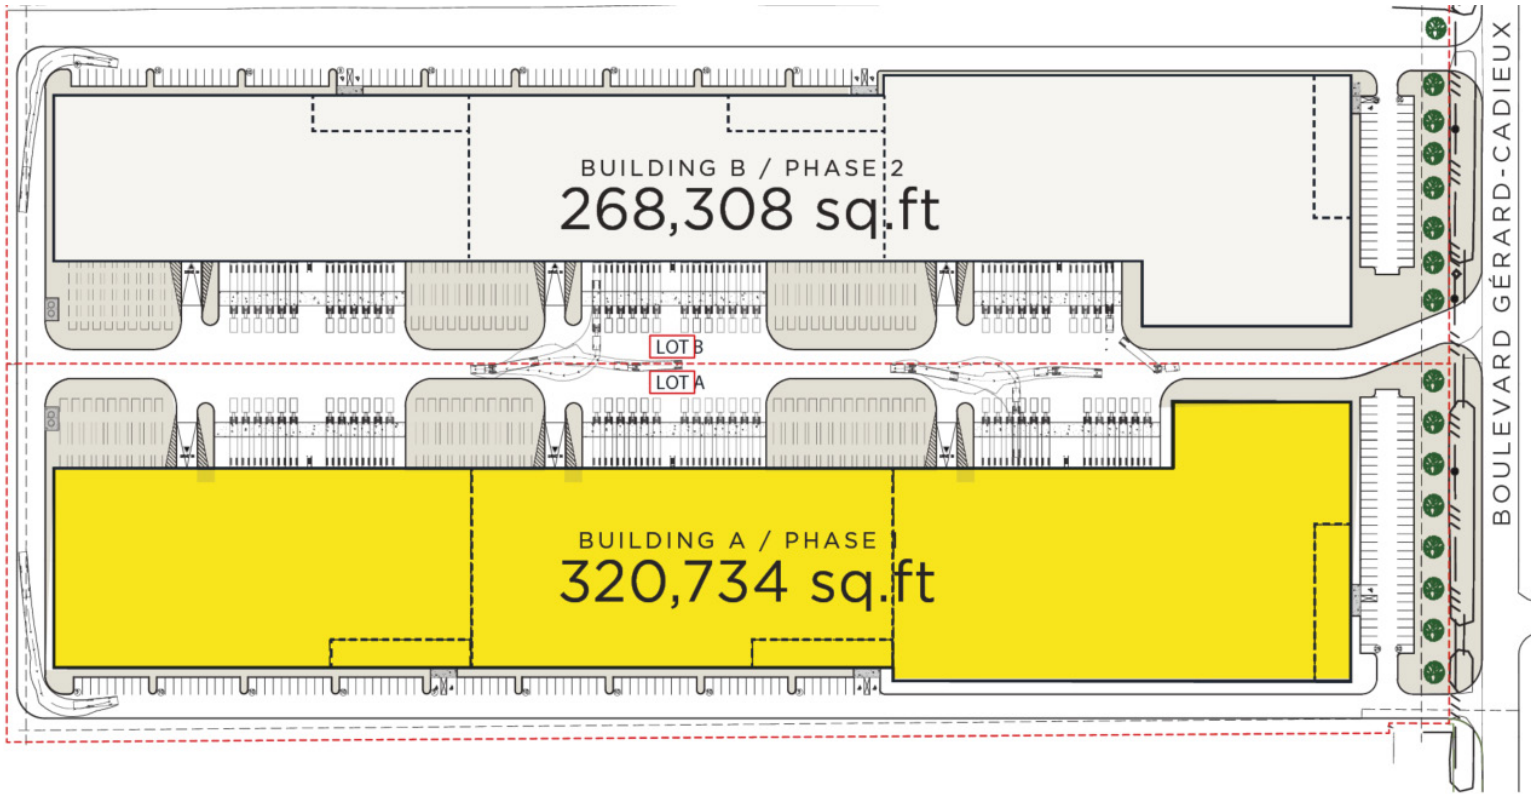 BUILDING B / PHASE 2
268,308 sq.ft
LOT B
LOT A
BUILDING A / PHASE 1
320,734 sq.ft
BOULEVARD GÉRARD-CADIEUX